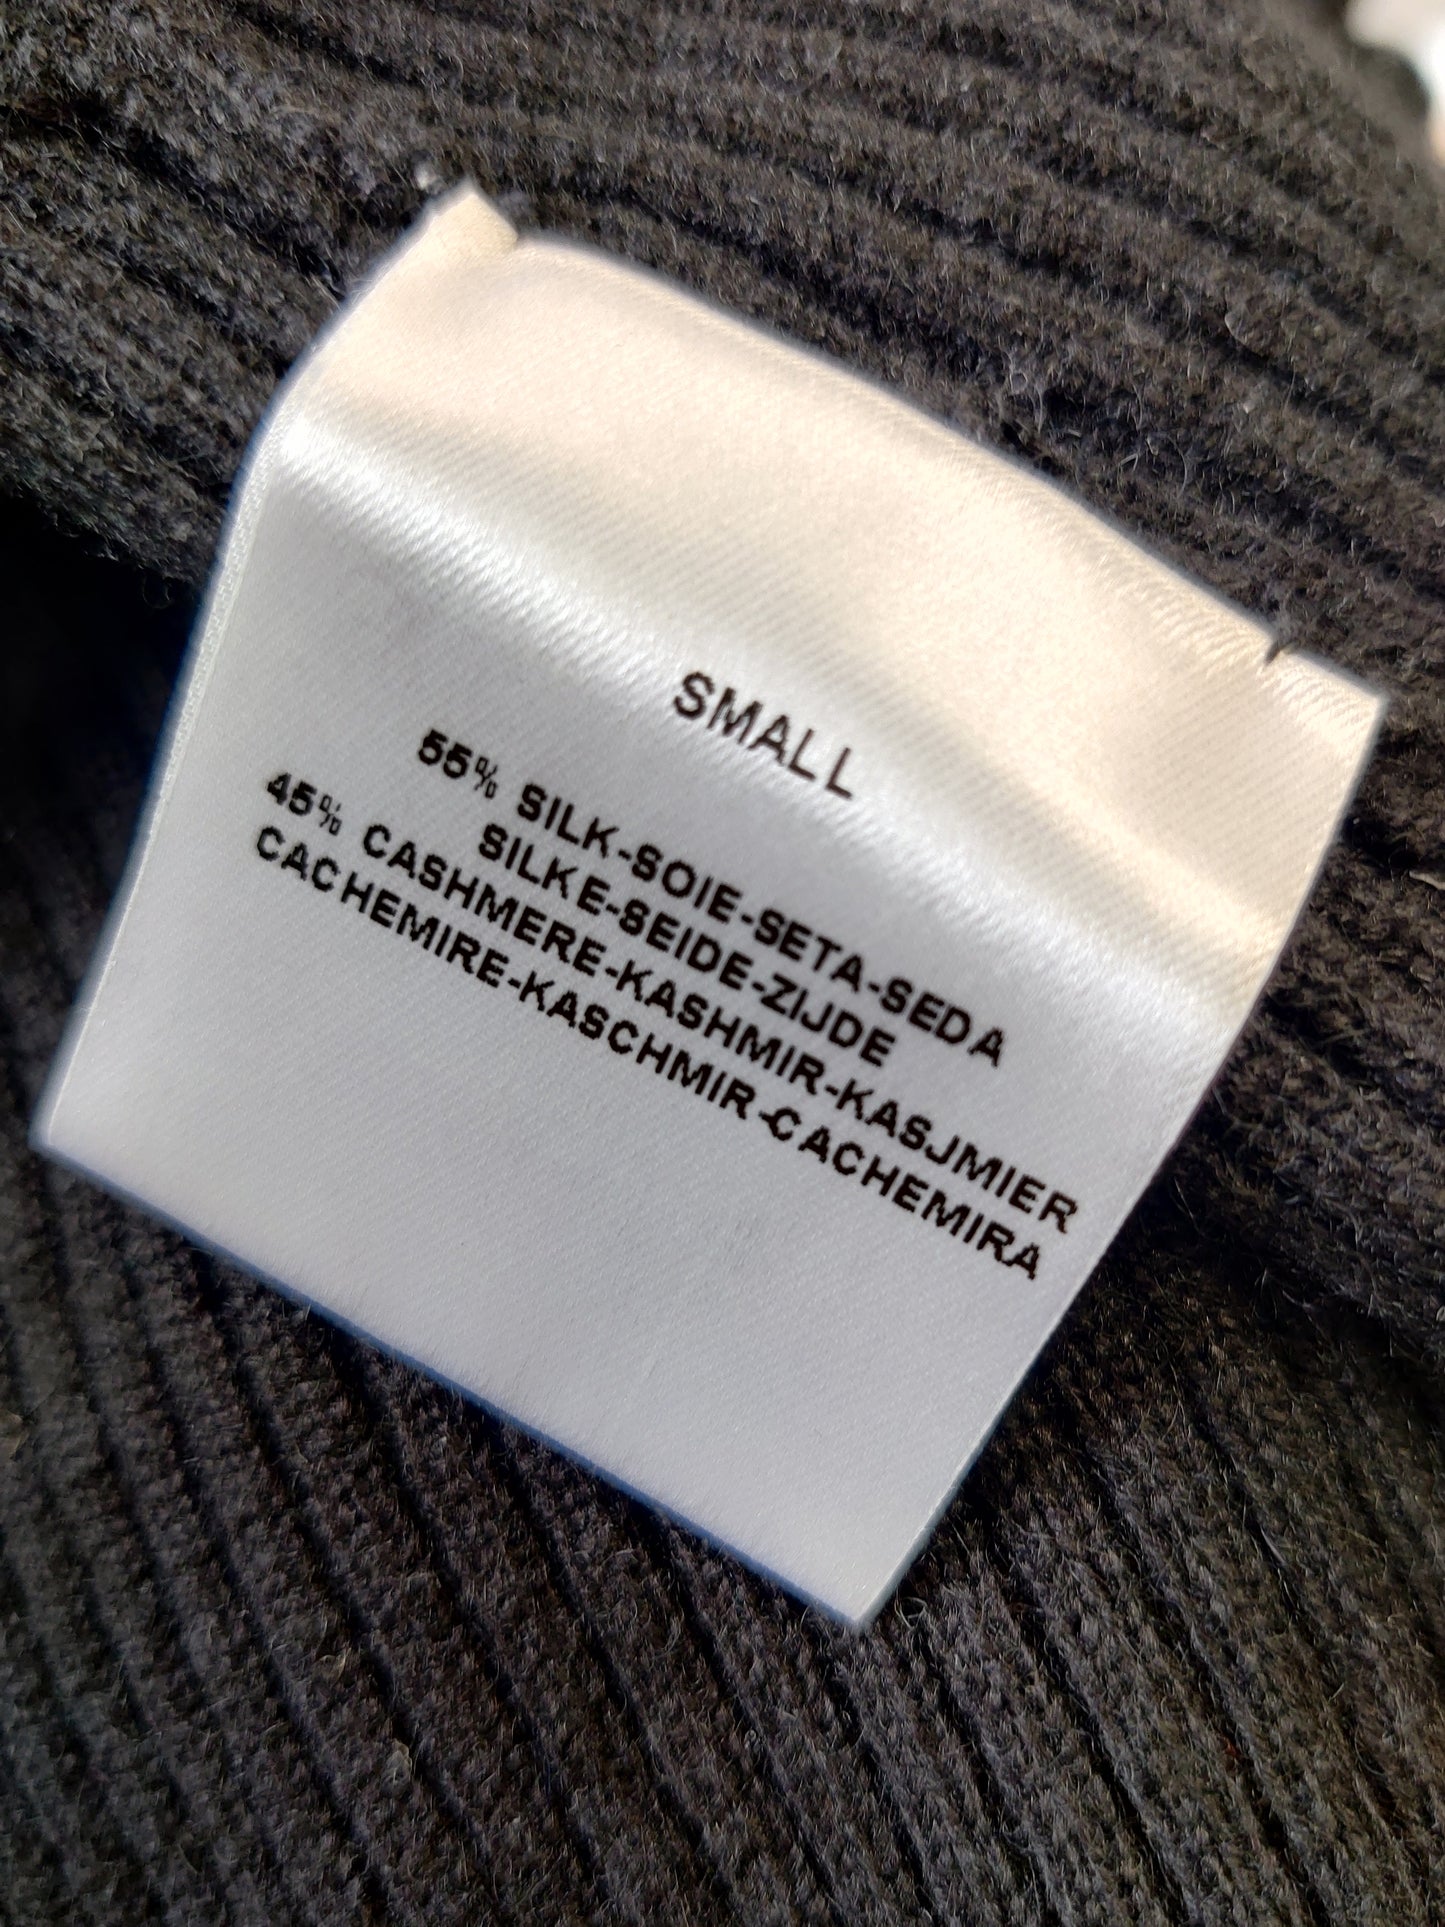 SMALL
55% SILK-SOIE-SETA-SEDA
SILKE-SEIDE-ZIJDE
45% CASHMERE-KASHMIR-KASJMIER
CACHEMIRE-KASCHMIR-CACHEMIRA